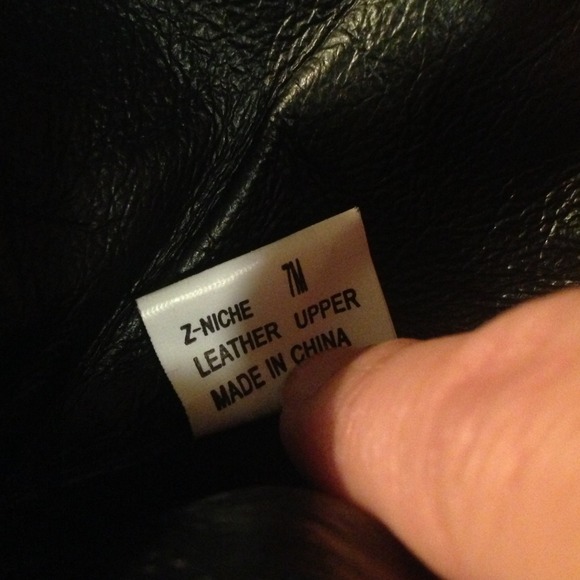 Z-NICHE 7M
LEATHER UPPER
MADE IN CHINA